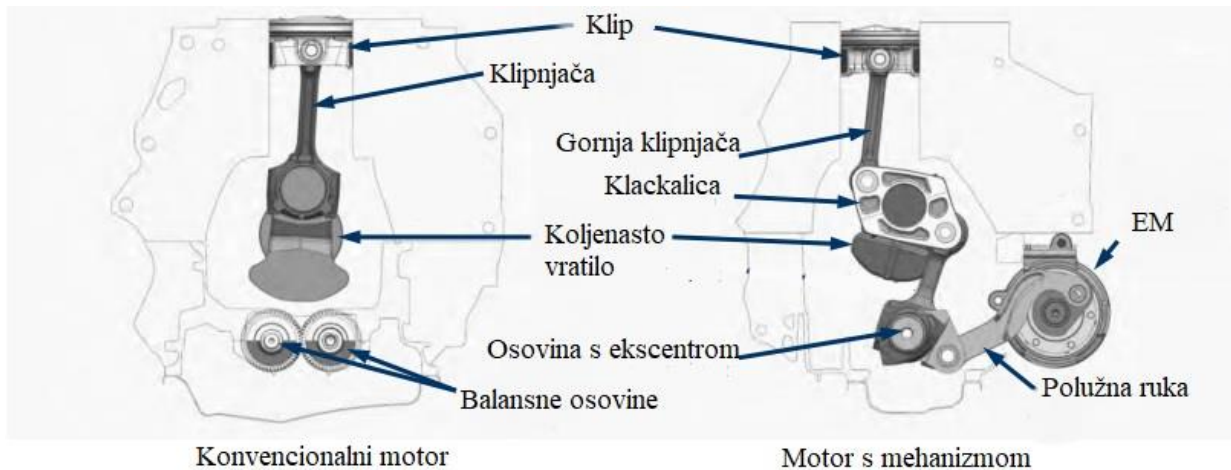 Klip
Klipnjača
Gornja klipnjača
Klackalica
EM
Koljenasto
vratilo
Osovina s ekscentrom
Polužna ruka
Balansne osovine
Konvencionalni motor
Motor s mehanizmom